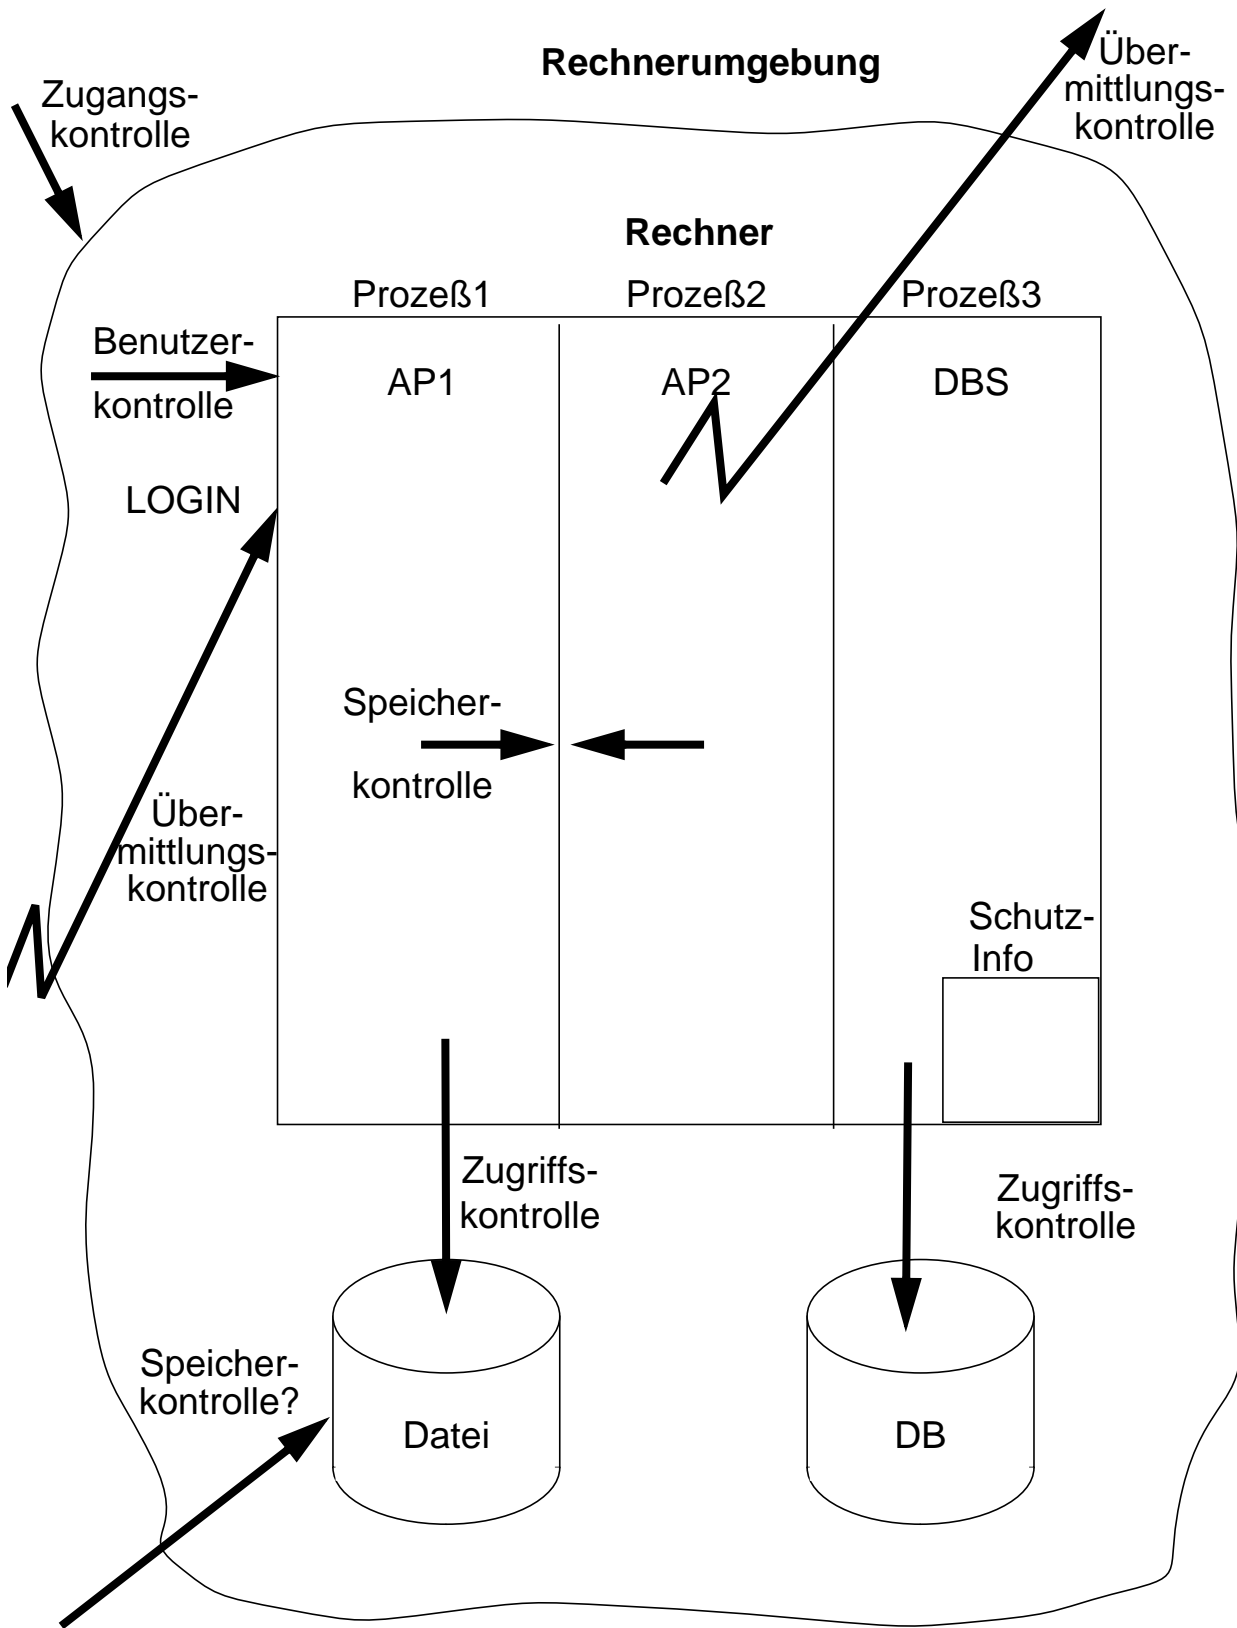 Rechnerumgebung
Zugangs-
kontrolle
Über-
mittlungs-
kontrolle
Rechner
Prozeß1
Prozeß2
Prozeß3
Benutzer-
kontrolle
AP1
AP2
DBS
LOGIN
Speicher-
kontrolle
Über-
mittlungs-
kontrolle
Schutz-
Info
Zugriffs-
kontrolle
Zugriffs-
kontrolle
Speicher-
kontrolle?
Datei
DB